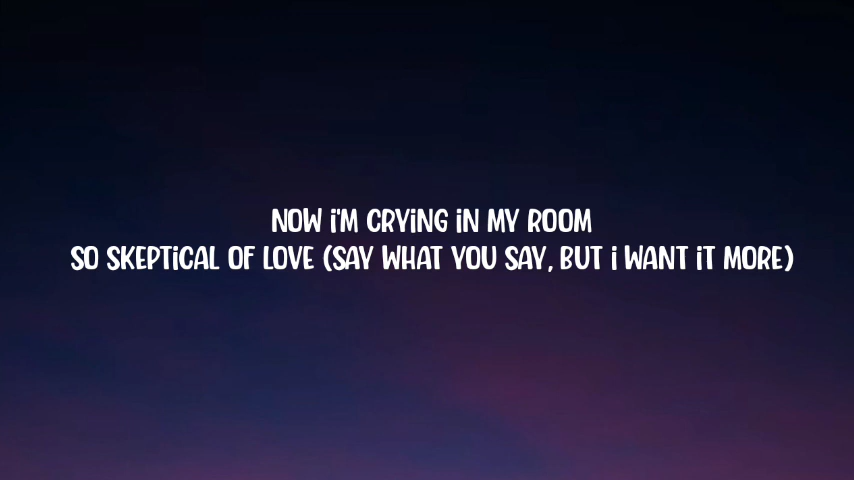 NOW i'M CRYiNG iN MY ROOM
SO SKEPTiCAL OF LOVE (SAY WHAT YOU SAY, BUT i WANT iT MORE)